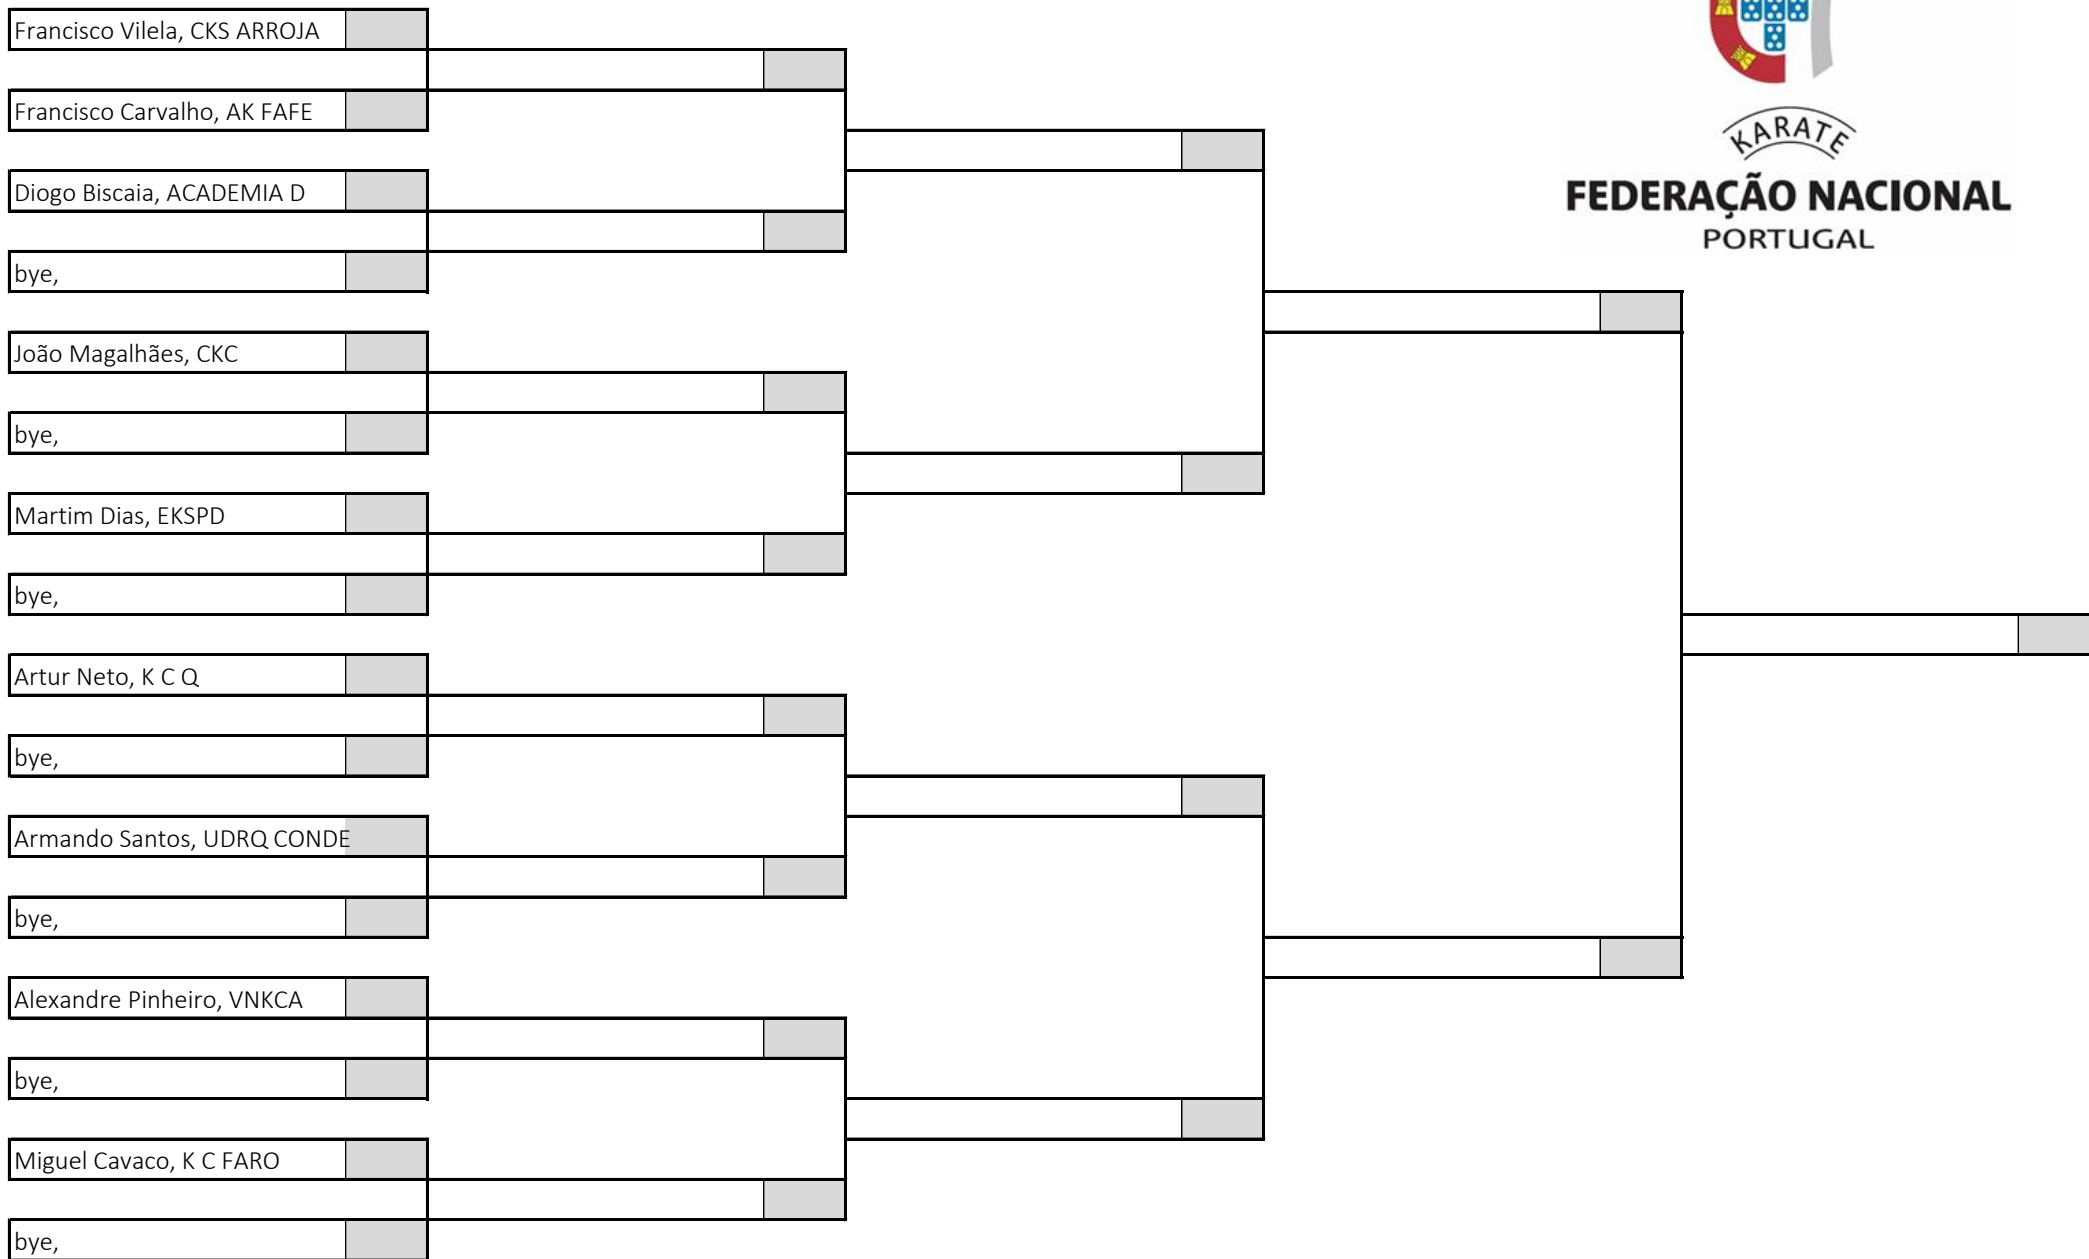 Francisco Vilela, CKS ARROJA
Francisco Carvalho, AK FAFE
KARATE
FEDERAÇÃO NACIONAL
PORTUGAL
Diogo Biscaia, ACADEMIA D
bye,
João Magalhães, CKC
bye,
Martim Dias, EKSPD
bye,
Artur Neto, K C Q
bye,
Armando Santos, UDRQ CONDE
bye,
Alexandre Pinheiro, VNKCA
bye,
Miguel Cavaco, K C FARO
bye,